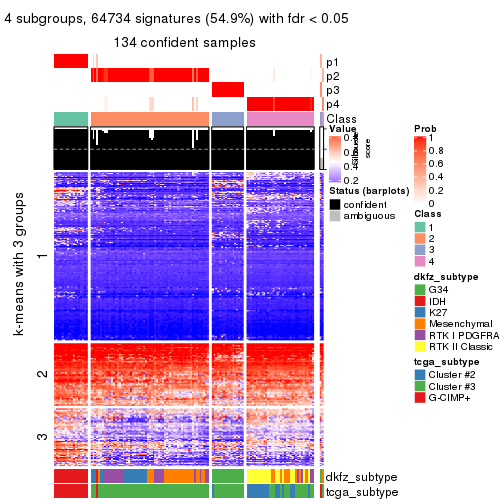 4 subgroups, 64734 signatures (54.9%) with fdr < 0.05
134 confident samples
p1
p2
p3
p4
Class
Value
0.4
0.2
score
Status (barplots)
confident
ambiguous
Prob
1
0.8
0.6
0.4
0.2
0
Class
1
2
3
4
dkfz_subtype
G34
IDH
K27
Mesenchymal
RTK I PDGFRA
RTK II Classic
tcga_subtype
Cluster #2
Cluster #3
G-CIMP+
k-means with 3 groups
1
2
3
dkfz_subtype
tcga_subtype